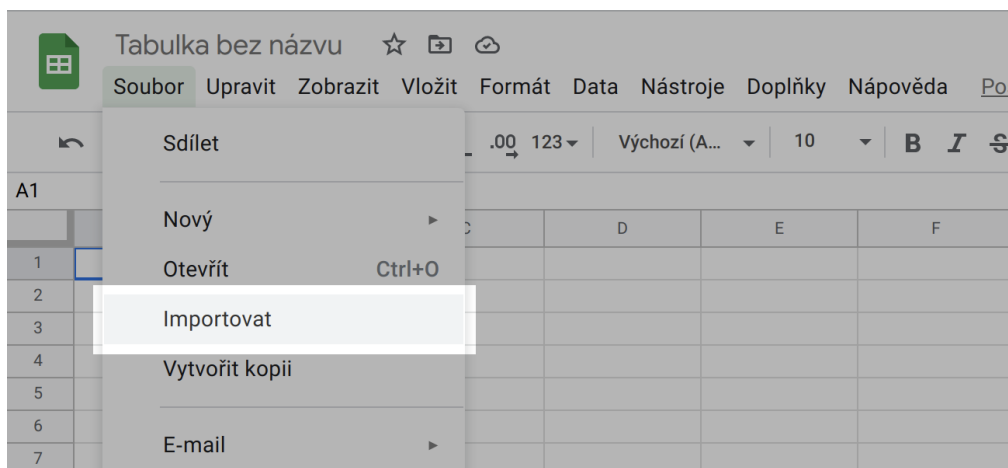 Tabulka bez názvu
Soubor Upravit Zobrazit Vložit Formát Data Nástroje Doplňky Nápověda Po
Sdílet .00 123 Výchozí (A... 10 B I S
A1
Nový
C D E F
1
Otevřít Ctrl+O
2
Importovat
3
4
Vytvořit kopii
5
6
E-mail
7